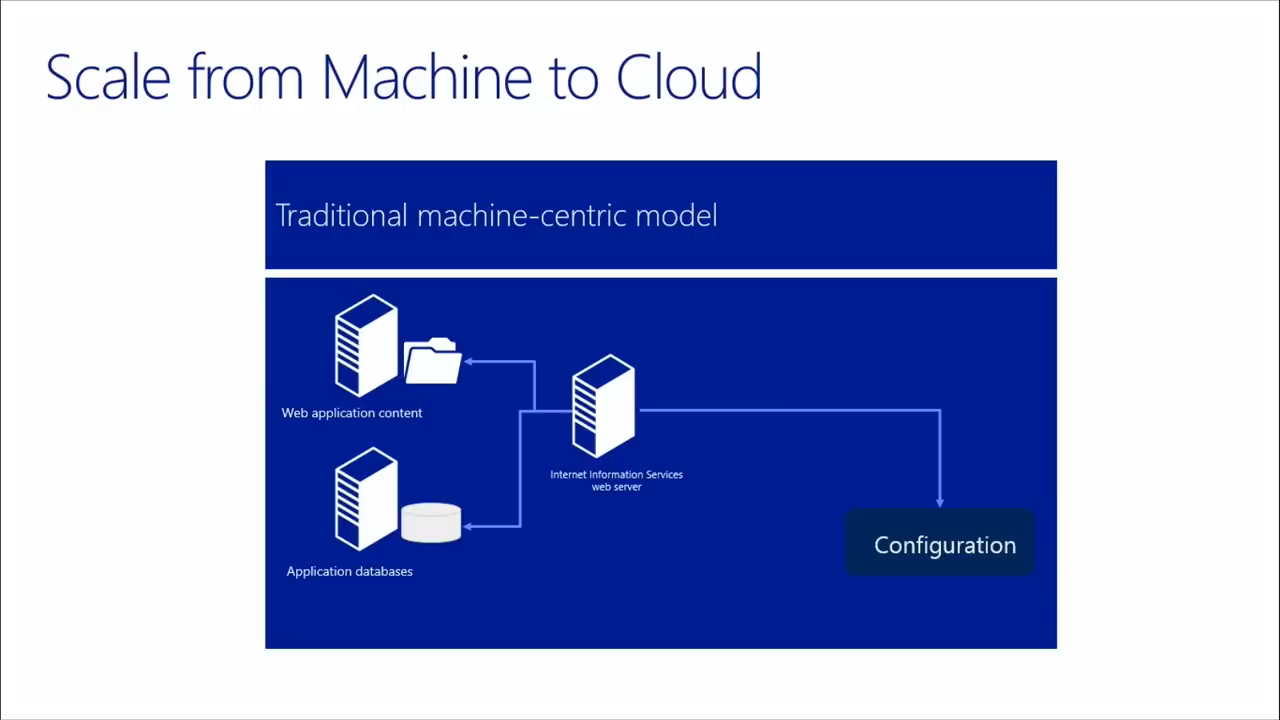 Scale from Machine to Cloud
Traditional machine-centric model
Web application content
Internet Information Services
web server
Application databases
Configuration